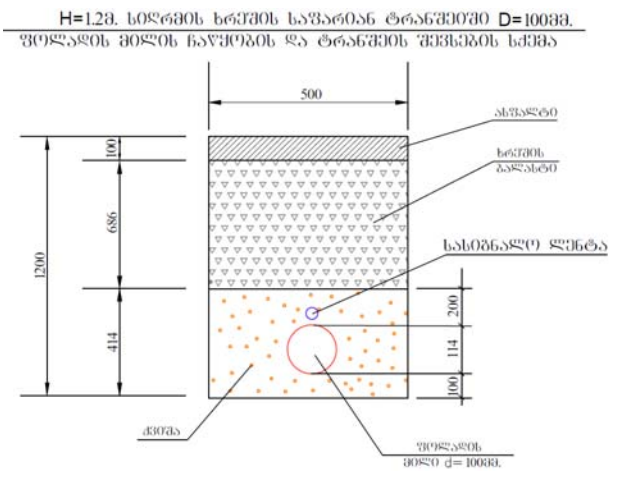 H=1.2მ. სიღრმის ხრეშის საფარიან ტრანშეიში D=100მმ.
ფოლადის მილის ჩაწყობის და ტრანშეის შევსების სქემა
500
ასფალტი
100
ხრეშის
ბალასტი
686
1200
სასიგნალო ლენტა
200
414
114
100
ქვიშა
ფოლადის
მილი d=100მმ.